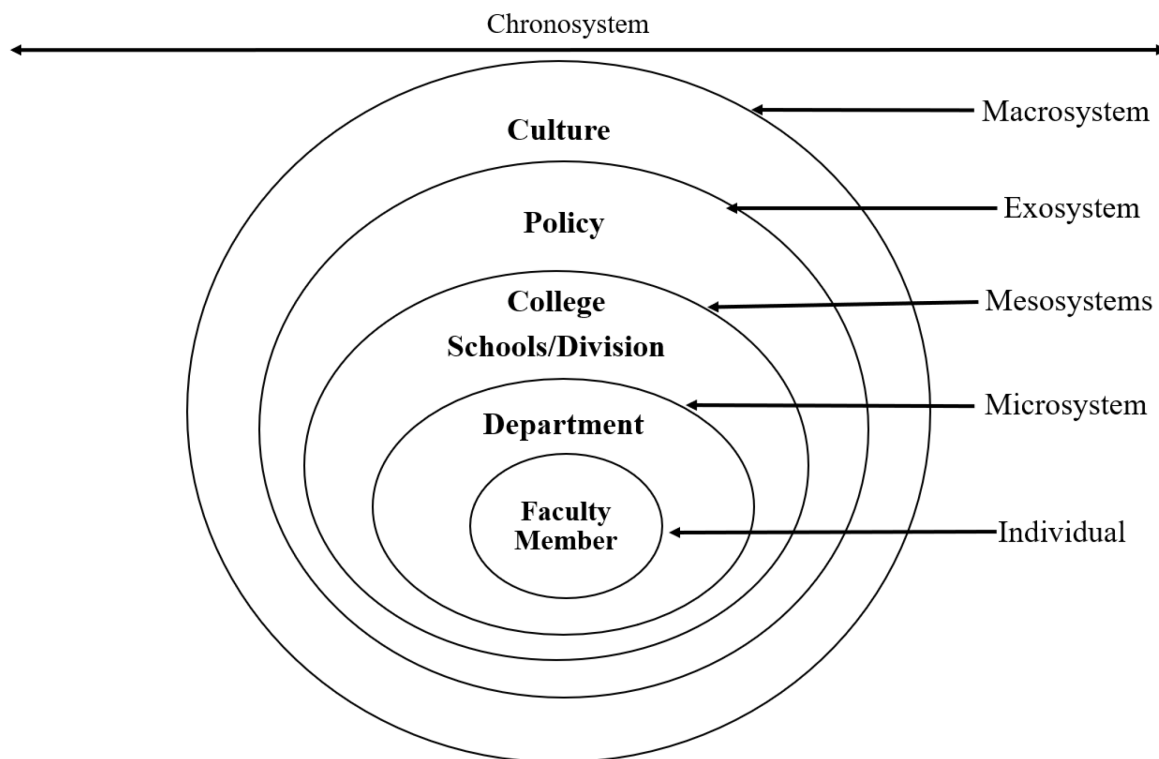 Chronosystem
Macrosystem
Culture
Exosystem
Policy
Mesosystems
College
Schools/Division
Microsystem
Department
Faculty
Member
Individual